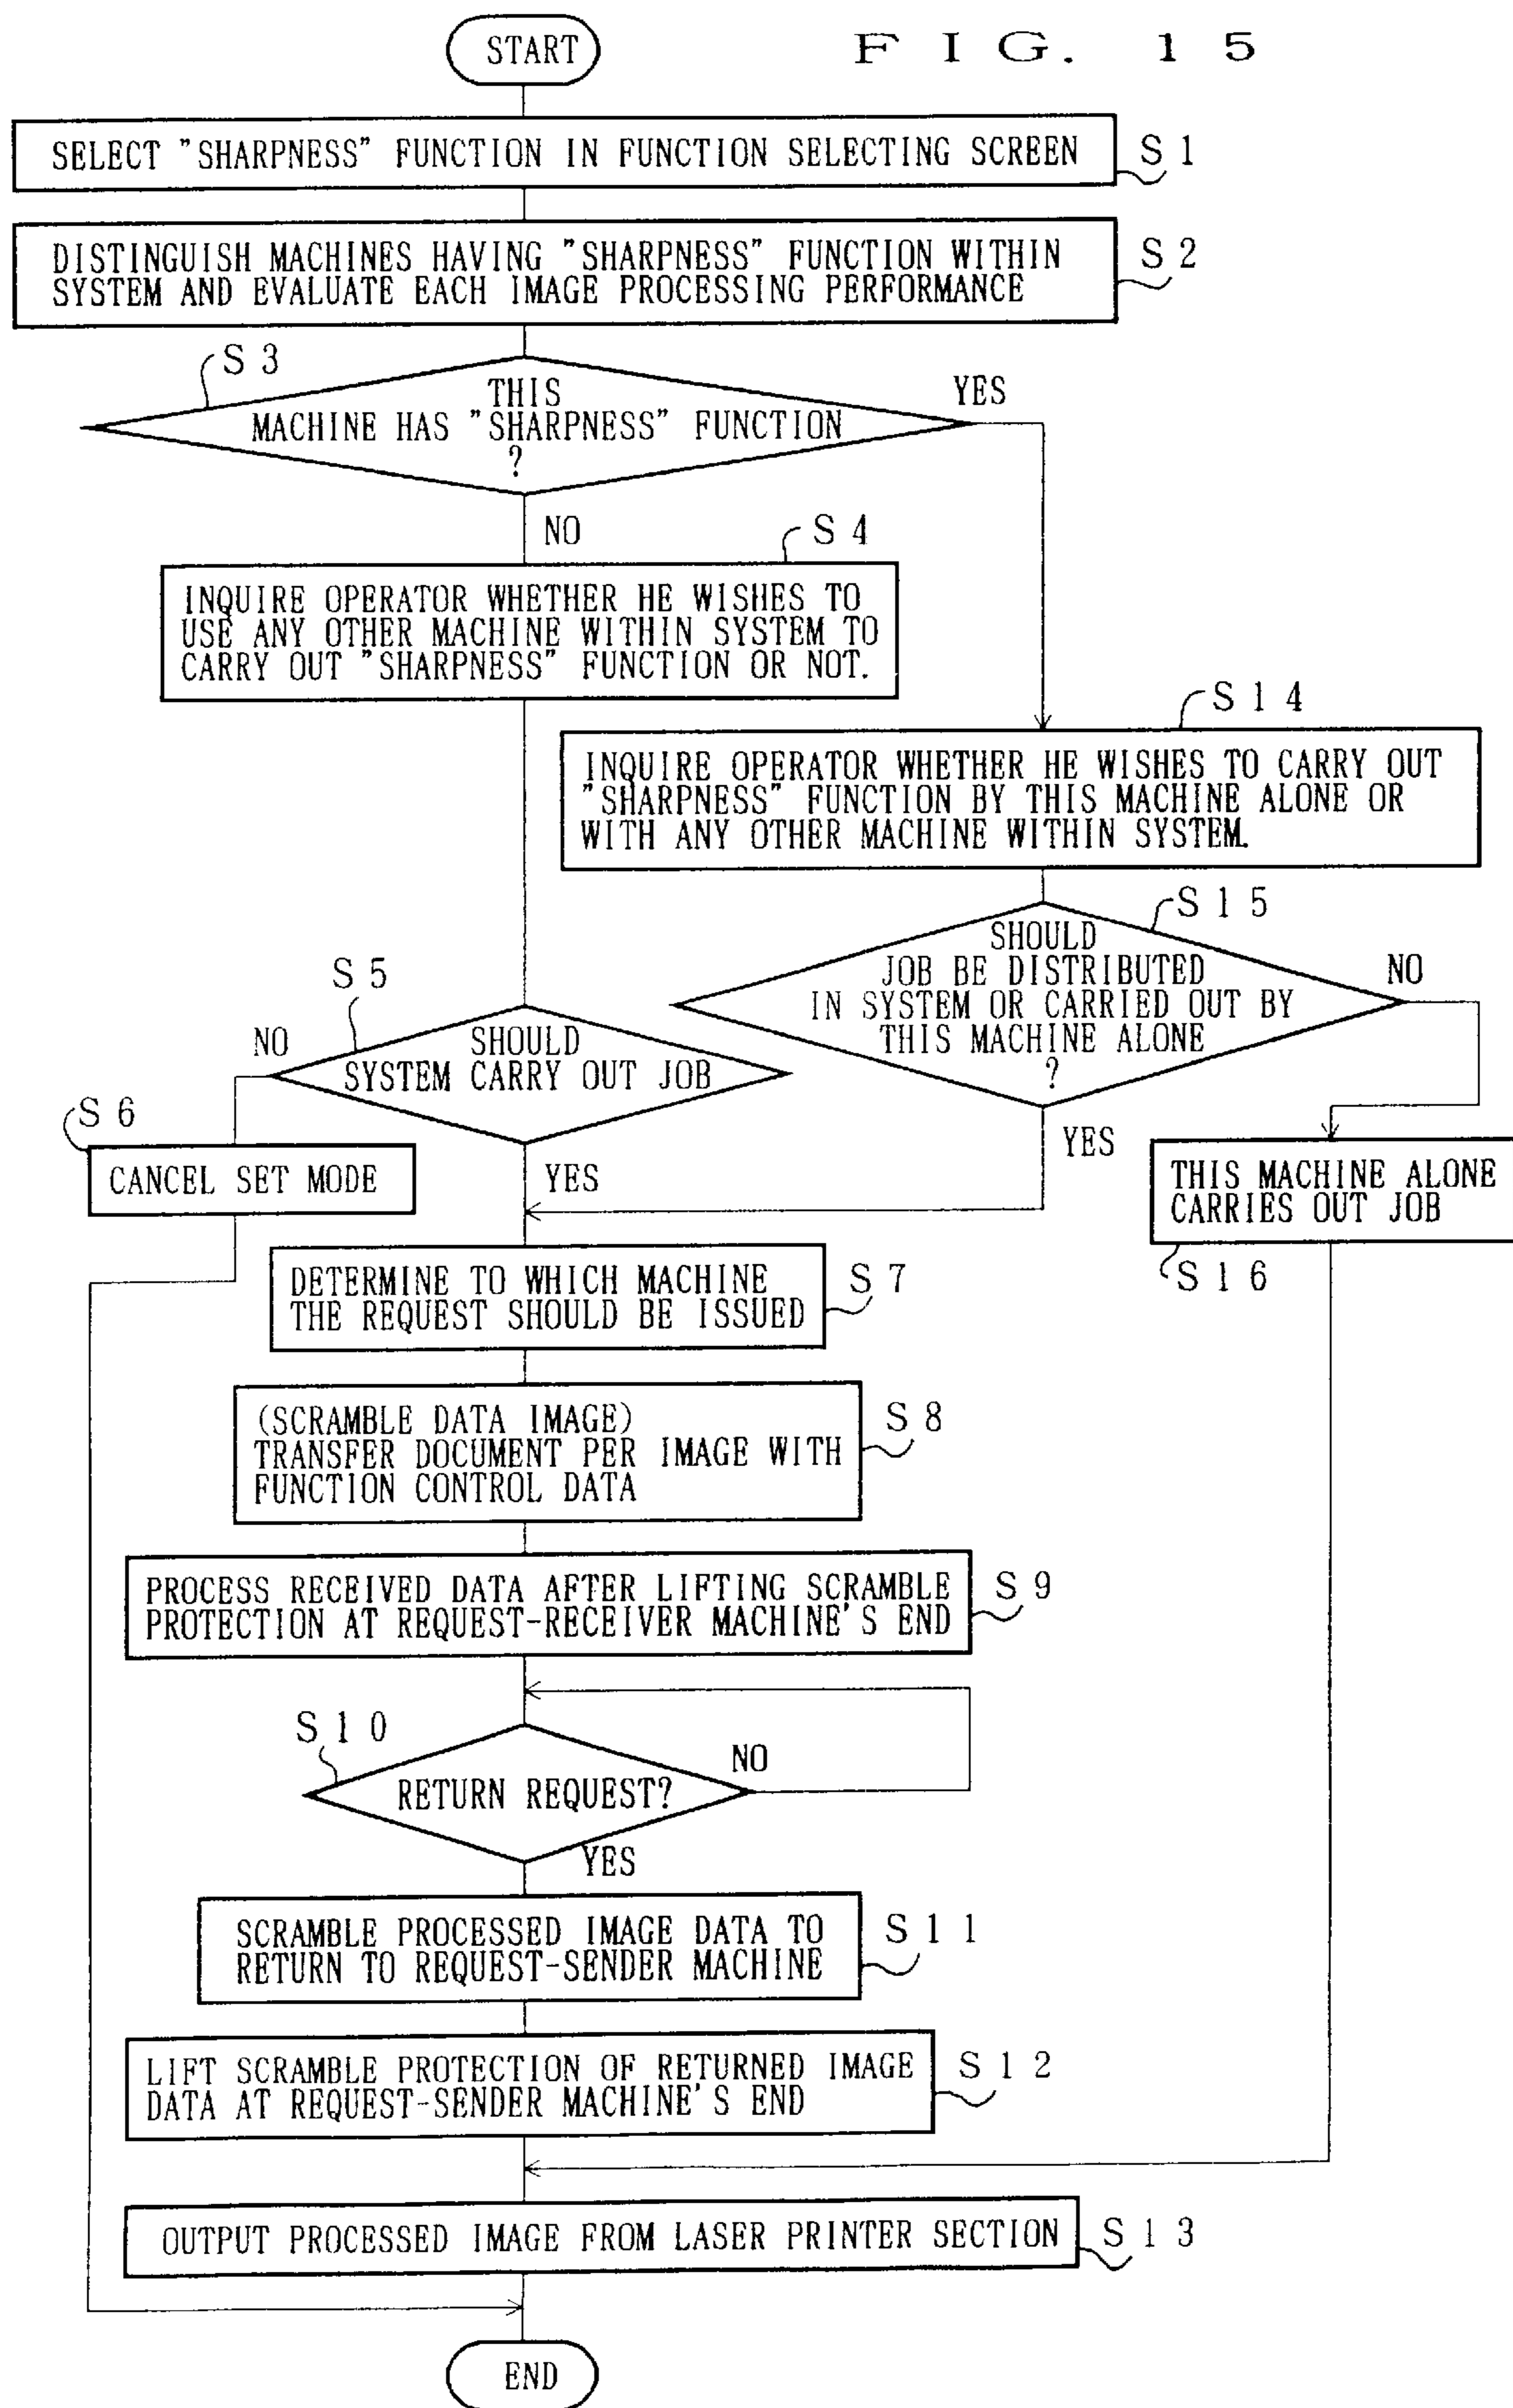 START
F I G. 1 5
SELECT "SHARPNESS" FUNCTION IN FUNCTION SELECTING SCREEN
S 1
DISTINGUISH MACHINES HAVING "SHARPNESS" FUNCTION WITHIN
SYSTEM AND EVALUATE EACH IMAGE PROCESSING PERFORMANCE
S 2
S 3
THIS
MACHINE HAS "SHARPNESS" FUNCTION
?
YES
NO
S 4
INQUIRE OPERATOR WHETHER HE WISHES TO
USE ANY OTHER MACHINE WITHIN SYSTEM TO
CARRY OUT "SHARPNESS" FUNCTION OR NOT.
S 1 4
INQUIRE OPERATOR WHETHER HE WISHES TO CARRY OUT
"SHARPNESS" FUNCTION BY THIS MACHINE ALONE OR
WITH ANY OTHER MACHINE WITHIN SYSTEM.
S 1 5
SHOULD
JOB BE DISTRIBUTED
IN SYSTEM OR CARRIED OUT BY
THIS MACHINE ALONE
?
NO
YES
S 5
NO
SHOULD
SYSTEM CARRY OUT JOB
YES
S 6
CANCEL SET MODE
THIS MACHINE ALONE
CARRIES OUT JOB
S 1 6
DETERMINE TO WHICH MACHINE
THE REQUEST SHOULD BE ISSUED
S 7
(SCRAMBLE DATA IMAGE)
TRANSFER DOCUMENT PER IMAGE WITH
FUNCTION CONTROL DATA
S 8
PROCESS RECEIVED DATA AFTER LIFTING SCRAMBLE
PROTECTION AT REQUEST-RECEIVER MACHINE'S END
S 9
S 1 0
RETURN REQUEST?
NO
YES
SCRAMBLE PROCESSED IMAGE DATA TO
RETURN TO REQUEST-SENDER MACHINE
S 1 1
LIFT SCRAMBLE PROTECTION OF RETURNED IMAGE
DATA AT REQUEST-SENDER MACHINE'S END
S 1 2
OUTPUT PROCESSED IMAGE FROM LASER PRINTER SECTION
S 1 3
END